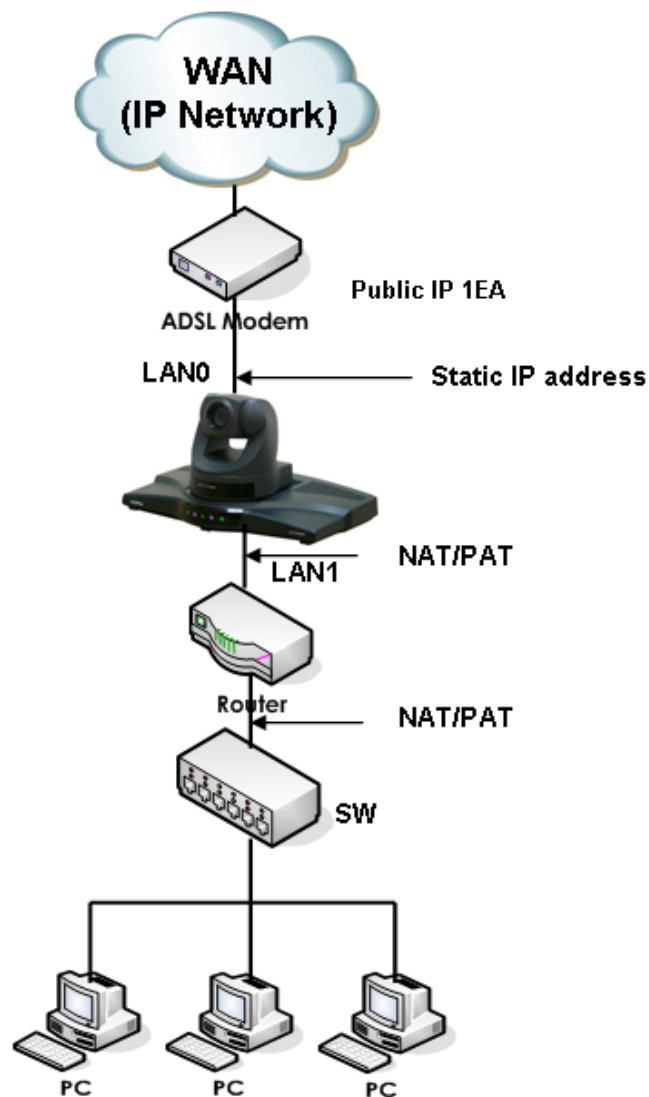 WAN
(IP Network)
Public IP 1EA
ADSL Modem
LAN0
Static IP address
NAT/PAT
LAN1
Router
NAT/PAT
SW
PC
PC
PC